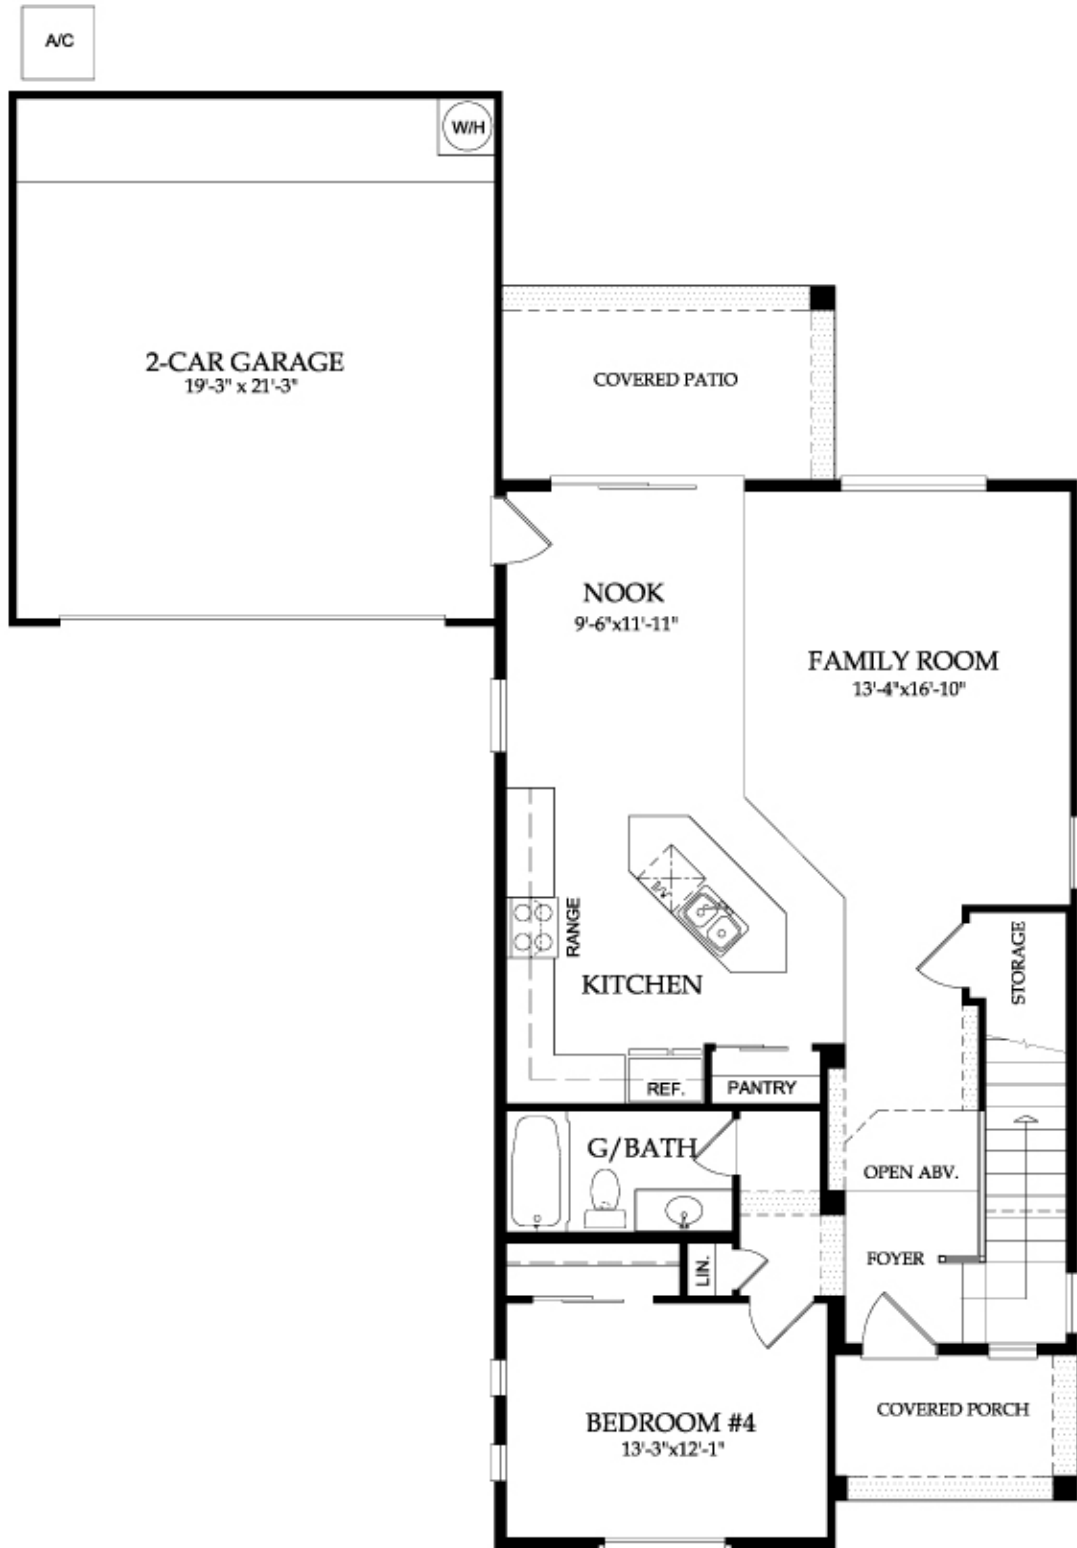 A/C
W/H
2-CAR GARAGE
19'-3" x 21'-3"
COVERED PATIO
NOOK
9'-6"x11'-11"
FAMILY ROOM
13'-4"x16'-10"
RANGE
STORAGE
KITCHEN
REF.
PANTRY
G/BATH
OPEN ABV.
FOYER
LIN.
COVERED PORCH
BEDROOM #4
13'-3"x12'-1"